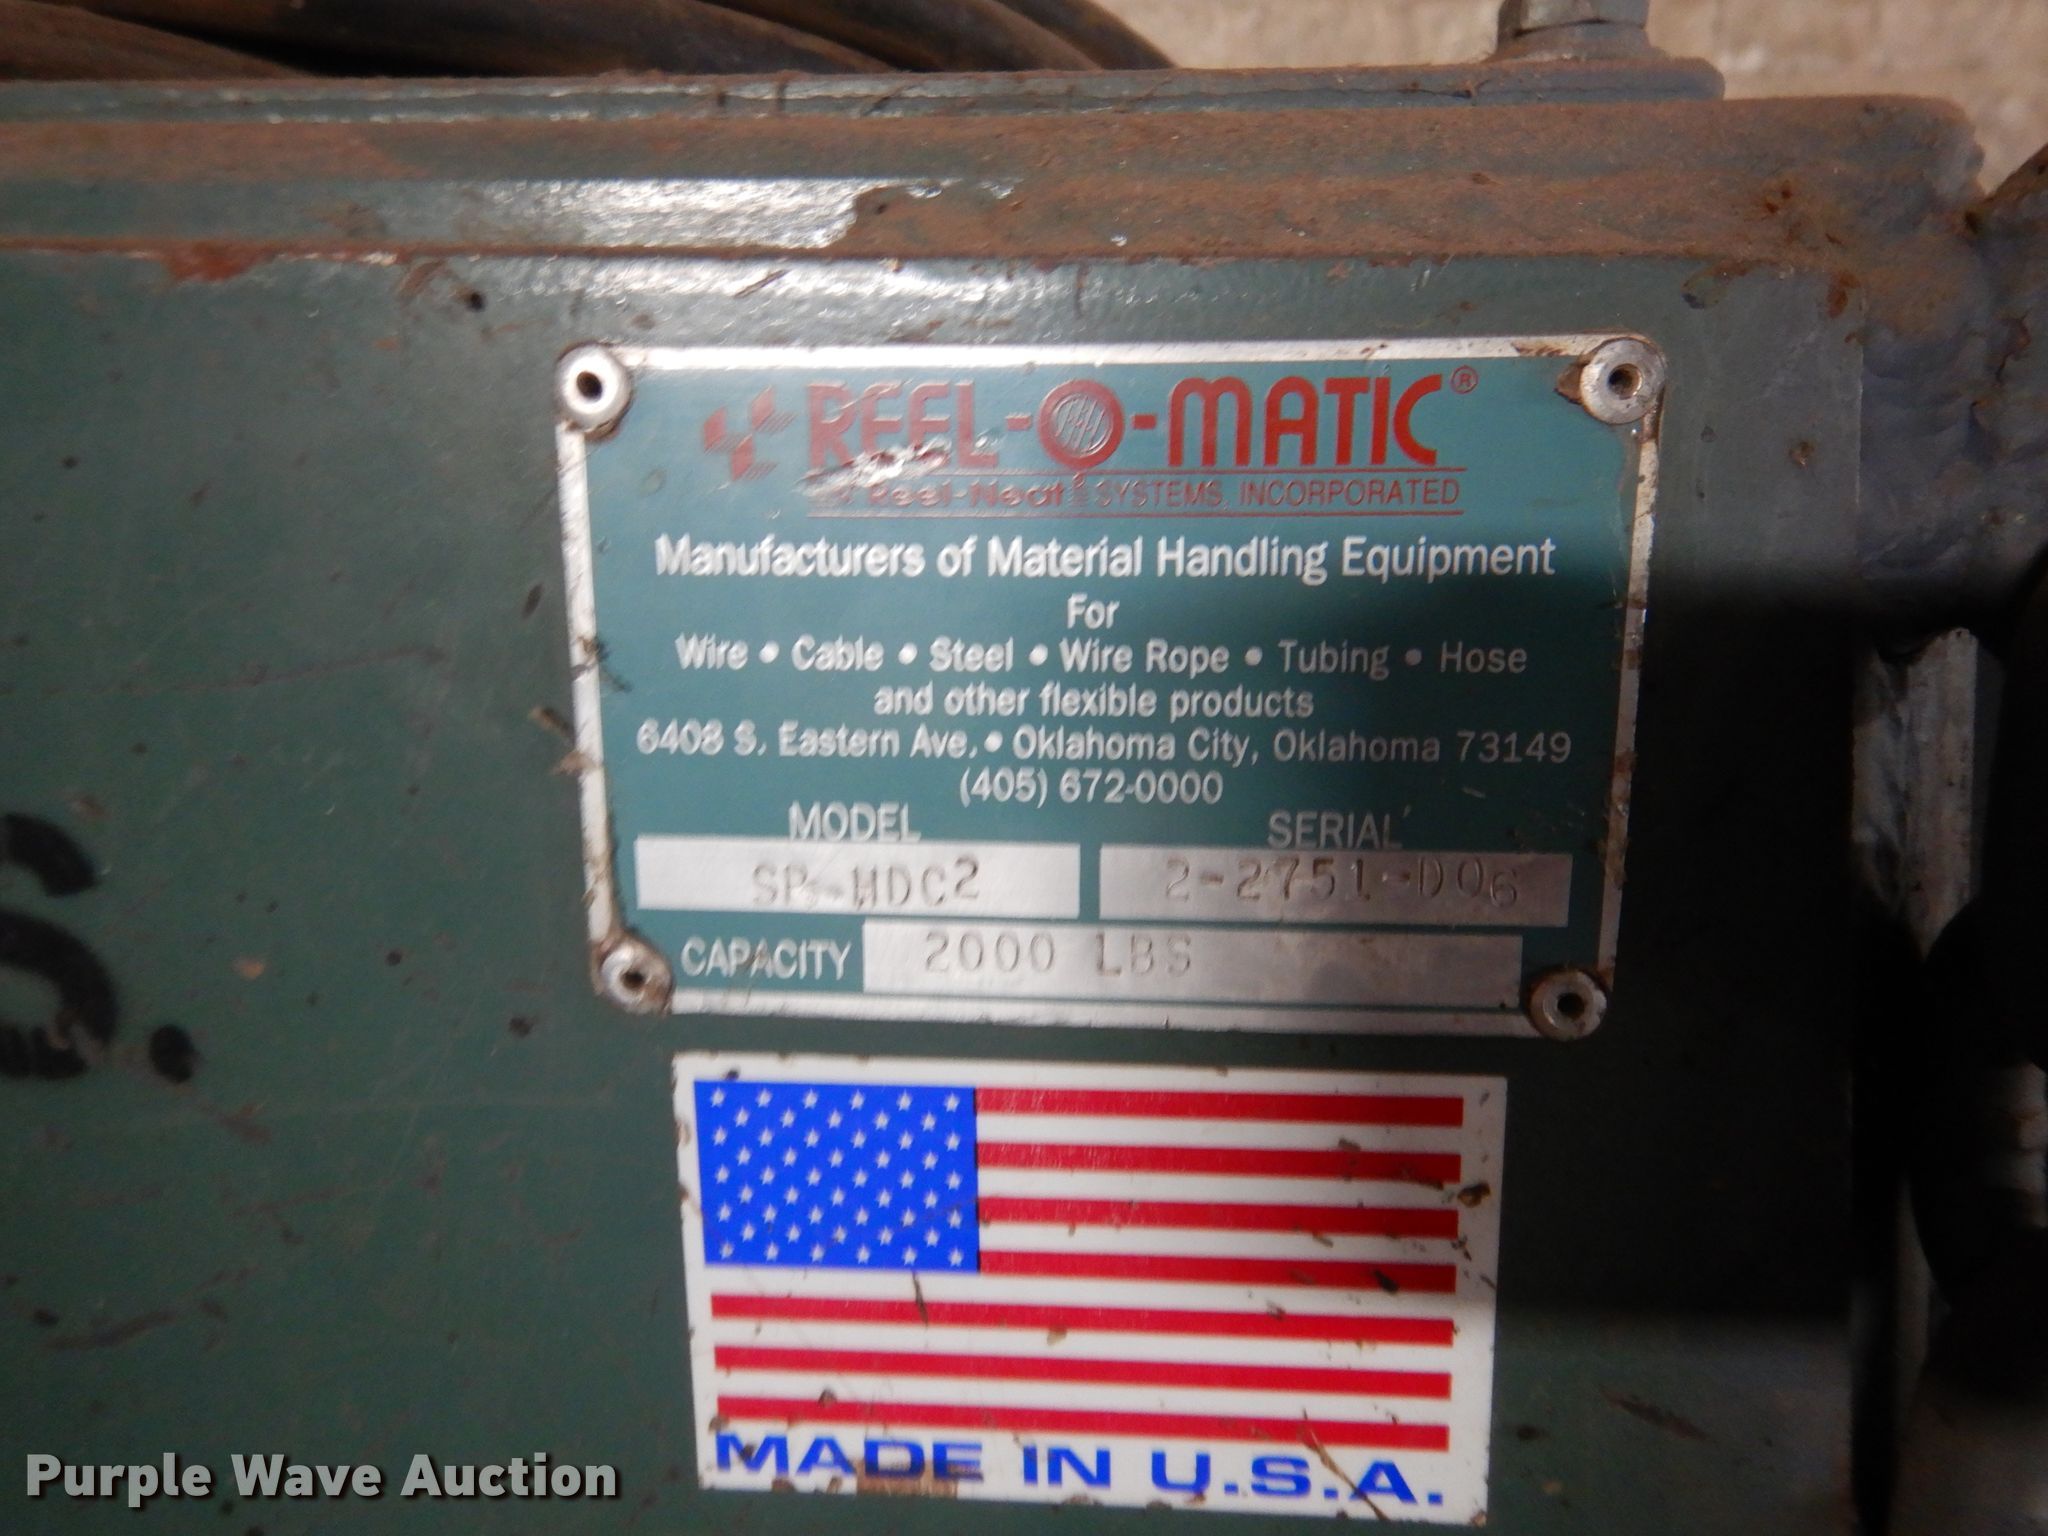 REEL-O-MATIC®
Reel-Neat SYSTEMS, INCORPORATED
Manufacturers of Material Handling Equipment
For
Wire • Cable • Steel • Wire Rope • Tubing • Hose
and other flexible products
6408 S. Eastern Ave. • Oklahoma City, Oklahoma 73149
(405) 672-0000
MODEL SERIAL
SP-HDC2 2-2751-D06
CAPACITY 2000 LBS
S.
MADE IN U.S.A.
Purple Wave Auction